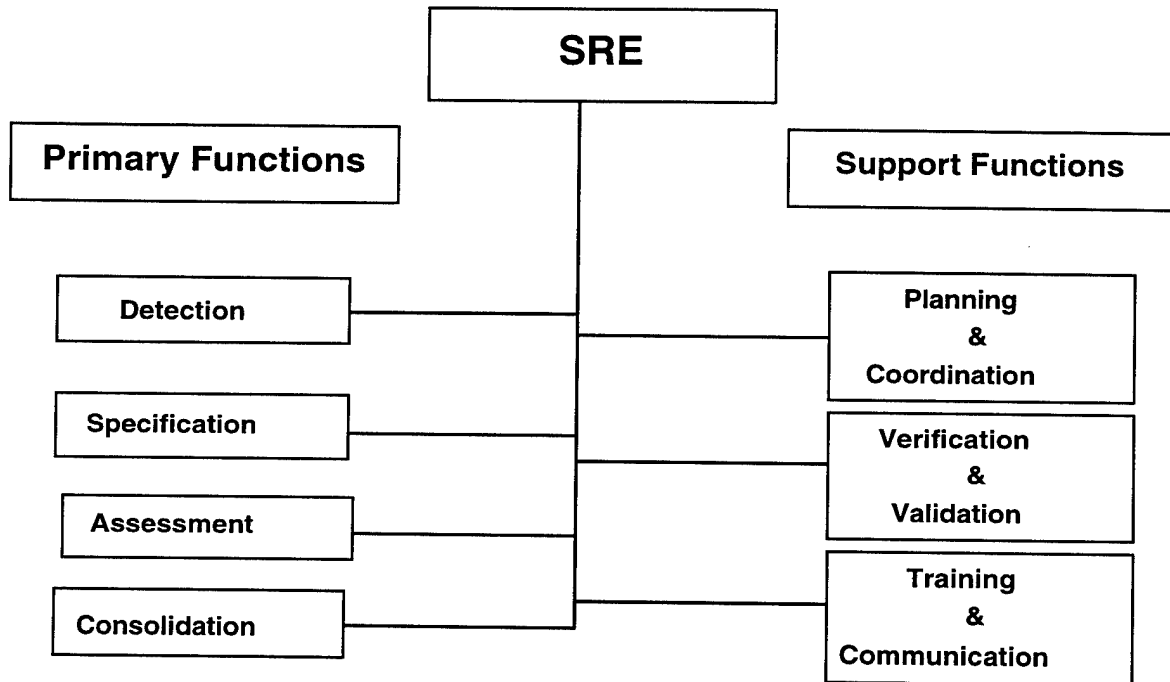 SRE
Primary Functions
Support Functions
Detection
Specification
Assessment
Consolidation
Planning
&
Coordination
Verification
&
Validation
Training
&
Communication